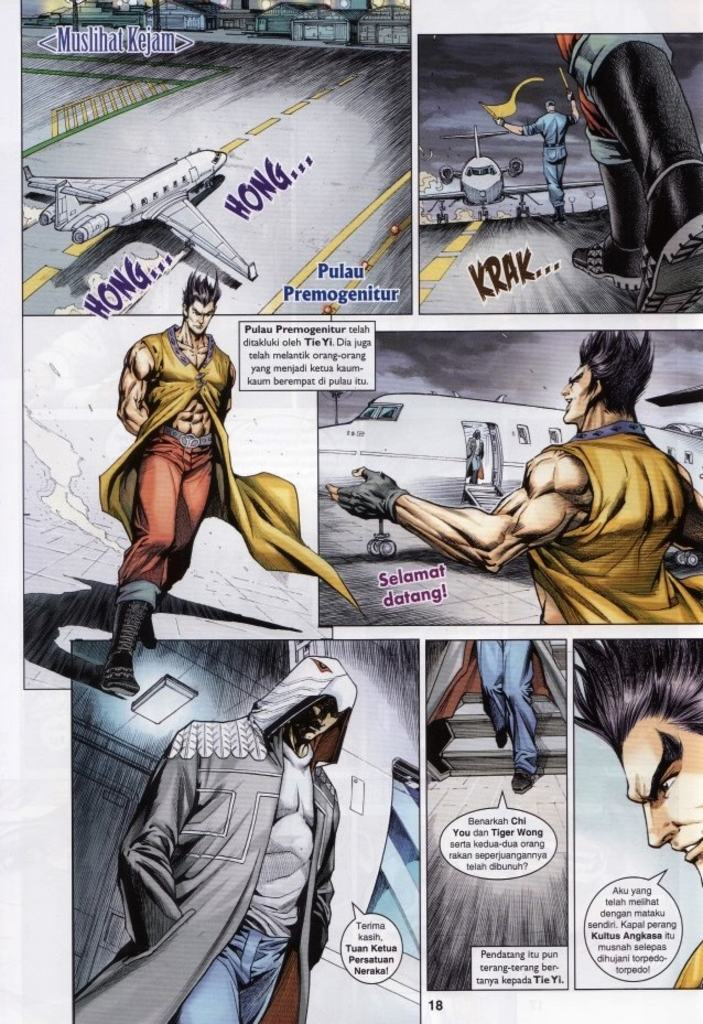 <Muslihat Kejam>
HONG...
HONG...
Pulau
Premogenitur
KRAK...
Pulau Premogenitur telah
ditakluki oleh Tie Yi. Dia juga
telah melantik orang-orang
yang menjadi ketua kaum-
kaum berempat di pulau itu.
Selamat
datang!
Terima
kasih,
Tuan Ketua
Persatuan
Neraka!
Benarkah Chi
You dan Tiger Wong
serta kedua-dua orang
rakan seperjuangannya
telah dibunuh?
Pendatang itu pun
terang-terang ber-
tanya kepada Tie Yi.
Aku yang
telah melihat
dengan mataku
sendiri. Kapal perang
Kultus Angkasa itu
musnah selepas
dihujani torpedo-
torpedo!
18